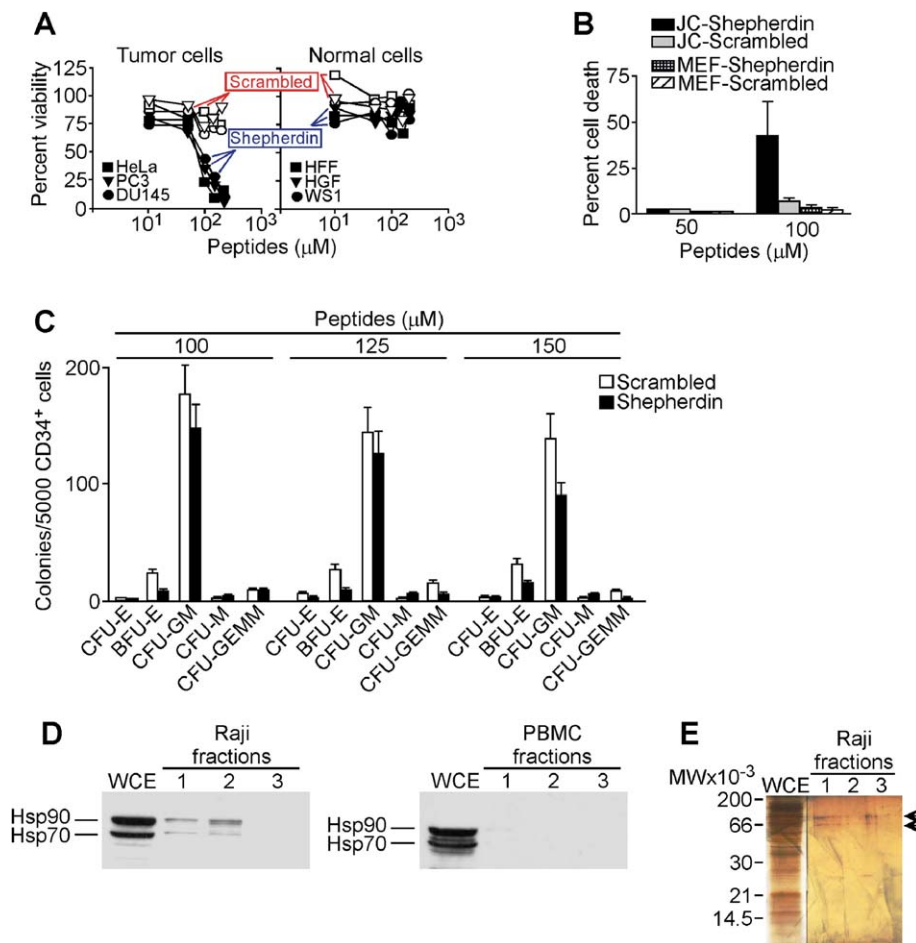 A
Tumor cells
Normal cells
Percent viability
125
100
75
50
25
0
Scrambled
Shepherdin
HeLa
PC3
DU145
HFF
HGF
WS1
10¹ 10² 10³ 10¹ 10² 10³
Peptides (μM)
B
JC-Shepherdin
JC-Scrambled
MEF-Shepherdin
MEF-Scrambled
Percent cell death
75
50
25
0
50 100
Peptides (μM)
C
Peptides (μM)
100 125 150
Scrambled
Shepherdin
Colonies/5000 CD34⁺ cells
200
100
0
CFU-E BFU-E CFU-GM CFU-M CFU-GEMM CFU-E BFU-E CFU-GM CFU-M CFU-GEMM CFU-E BFU-E CFU-GM CFU-M CFU-GEMM
D
Raji
fractions
WCE 1 2 3
Hsp90
Hsp70
PBMC
fractions
WCE 1 2 3
Hsp90
Hsp70
E
Raji
fractions
MWx10⁻³ WCE 1 2 3
200
66
30
21
14.5